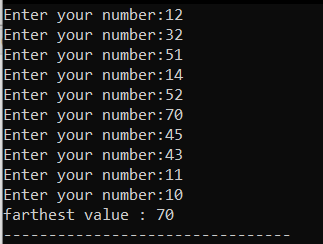 Enter your number:12
Enter your number:32
Enter your number:51
Enter your number:14
Enter your number:52
Enter your number:70
Enter your number:45
Enter your number:43
Enter your number:11
Enter your number:10
farthest value : 70
--------------------------------